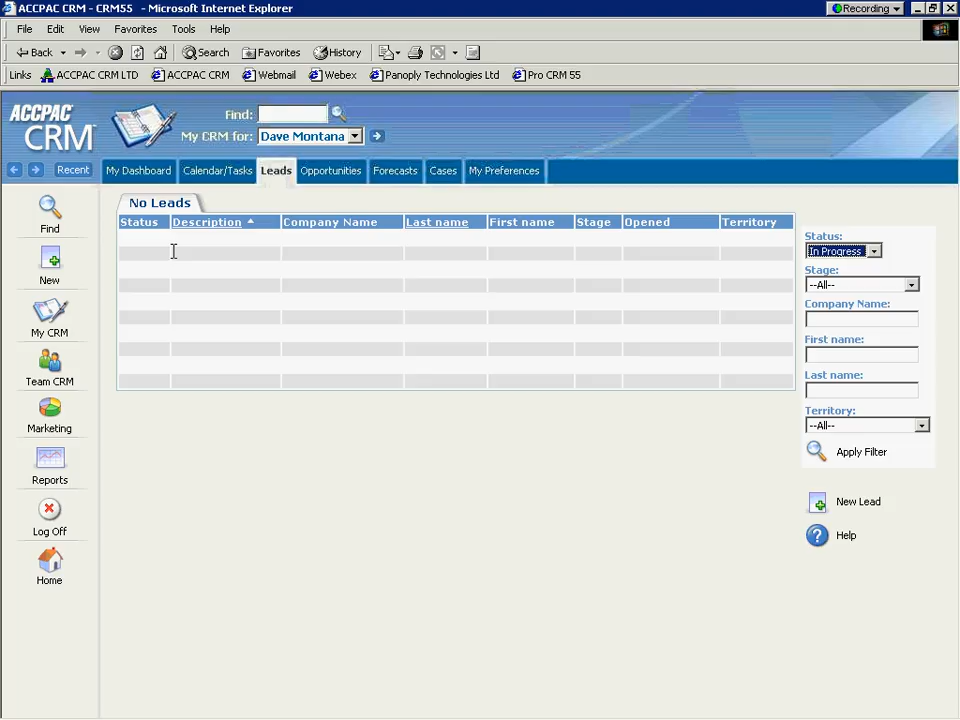 ACCPAC CRM - CRM55 - Microsoft Internet Explorer
Recording
File Edit View Favorites Tools Help
Back Search Favorites History
Links ACCPAC CRM LTD ACCPAC CRM Webmail Webex Panoply Technologies Ltd Pro CRM 55
ACCPAC CRM
Find:
My CRM for: Dave Montana
Recent My Dashboard Calendar/Tasks Leads Opportunities Forecasts Cases My Preferences
Find
New
My CRM
Team CRM
Marketing
Reports
Log Off
Home
No Leads
Status Description Company Name Last name First name Stage Opened Territory
Status:
In Progress
Stage:
--All--
Company Name:
First name:
Last name:
Territory:
--All--
Apply Filter
New Lead
Help